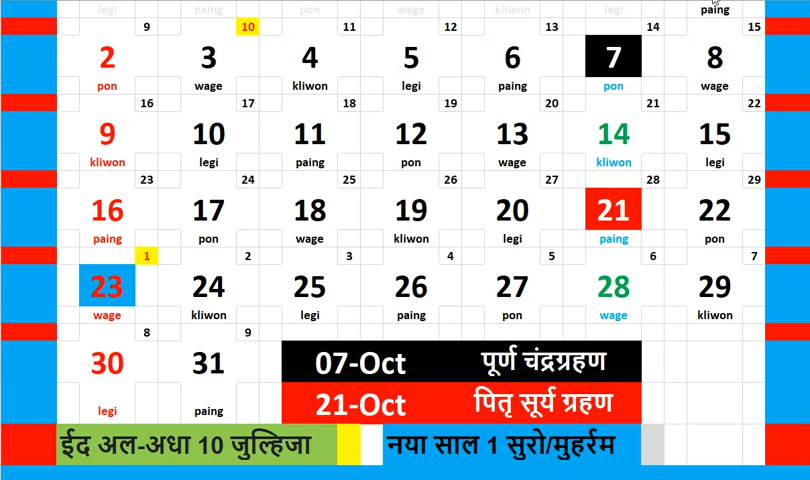 legi paing pon wage kliwon legi paing
9 10 11 12 13 14 15
2 3 4 5 6 7 8
pon wage kliwon legi paing pon wage
16 17 18 19 20 21 22
9 10 11 12 13 14 15
kliwon legi paing pon wage kliwon legi
23 24 25 26 27 28 29
16 17 18 19 20 21 22
paing pon wage kliwon legi paing pon
1 2 3 4 5 6 7
23 24 25 26 27 28 29
wage kliwon legi paing pon wage kliwon
8 9
30 31 07-Oct पूर्ण चंद्रग्रहण
legi paing 21-Oct पितृ सूर्य ग्रहण
ईद अल-अधा 10 जुल्हिजा नया साल 1 सुरो/मुहर्रम